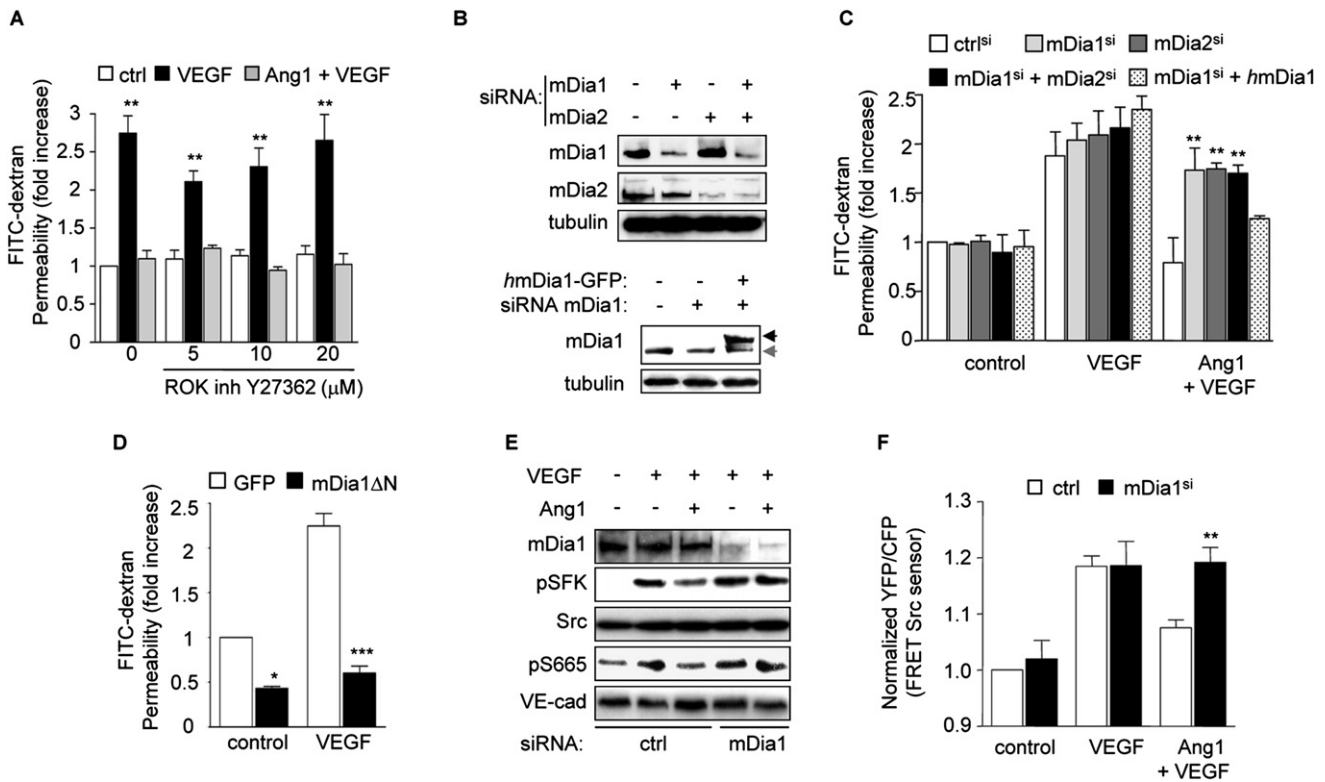 A
ctrl VEGF Ang1 + VEGF
FITC-dextran
Permeability (fold increase)
3
2.5
2
1.5
1
0.5
0
** ** ** **
0 5 10 20
ROK inh Y27362 (µM)
B
siRNA:
mDia1 - + - +
mDia2 - - + +
mDia1
mDia2
tubulin
hmDia1-GFP: - - +
siRNA mDia1: - + +
mDia1
tubulin
C
ctrlsi mDia1si mDia2si
mDia1si + mDia2si mDia1si + hmDia1
FITC-dextran
Permeability (fold increase)
2.5
2
1.5
1
0.5
0
** ** **
control VEGF Ang1
+ VEGF
D
GFP mDia1ΔN
FITC-dextran
Permeability (fold increase)
2.5
2
1.5
1
0.5
0
* ***
control VEGF
E
VEGF - + + + +
Ang1 - - + - +
mDia1
pSFK
Src
pS665
VE-cad
siRNA: ctrl mDia1
F
ctrl mDia1si
Normalized YFP/CFP
(FRET Src sensor)
1.3
1.2
1.1
1.0
0.9
**
control VEGF Ang1
+ VEGF